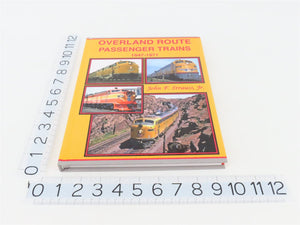 OVERLAND ROUTE
PASSENGER TRAINS
1947-1971
John F. Strauss, Jr.
0 1 2 3 4 5 6 7 8 9 10 11 12
0 1 2 3 4 5 6 7 8 9 10 11 12